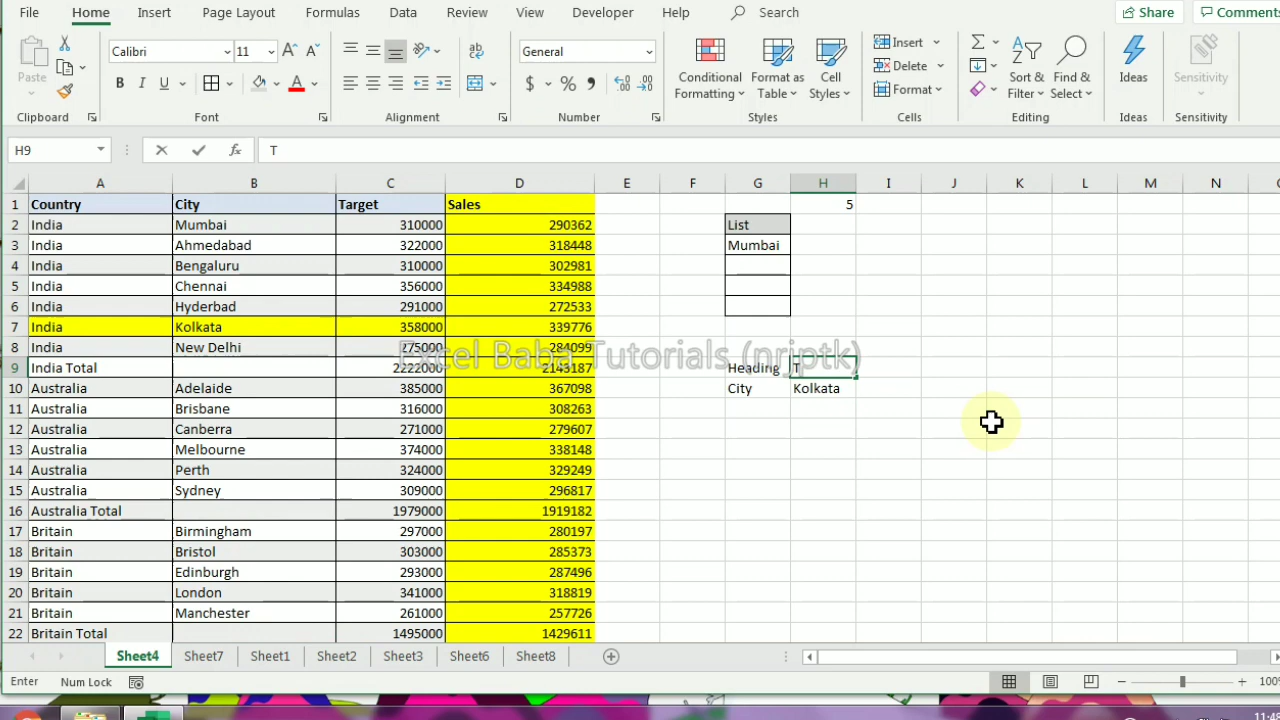 File Home Insert Page Layout Formulas Data Review View Developer Help Search Share Comments
Paste Calibri 11 General Conditional Formatting Format as Table Cell Styles Insert Delete Format Sort & Filter Find & Select Ideas Sensitivity
B I U $ %
Clipboard Font Alignment Number Styles Cells Editing Ideas Sensitivity
H9 fx T
A B C D E F G H I J K L M N
1 Country City Target Sales 5
2 India Mumbai 310000 290362 List
3 India Ahmedabad 322000 318448 Mumbai
4 India Bengaluru 310000 302981
5 India Chennai 356000 334988
6 India Hyderbad 291000 272533
7 India Kolkata 358000 339776
8 India New Delhi 275000 284099
Excel Baba Tutorials (nrjptk)
9 India Total 2222000 2143187 Heading T
10 Australia Adelaide 385000 367098 City Kolkata
11 Australia Brisbane 316000 308263
12 Australia Canberra 271000 279607
13 Australia Melbourne 374000 338148
14 Australia Perth 324000 329249
15 Australia Sydney 309000 296817
16 Australia Total 1979000 1919182
17 Britain Birmingham 297000 280197
18 Britain Bristol 303000 285373
19 Britain Edinburgh 293000 287496
20 Britain London 341000 318819
21 Britain Manchester 261000 257726
22 Britain Total 1495000 1429611
Sheet4 Sheet7 Sheet1 Sheet2 Sheet3 Sheet6 Sheet8
Enter Num Lock